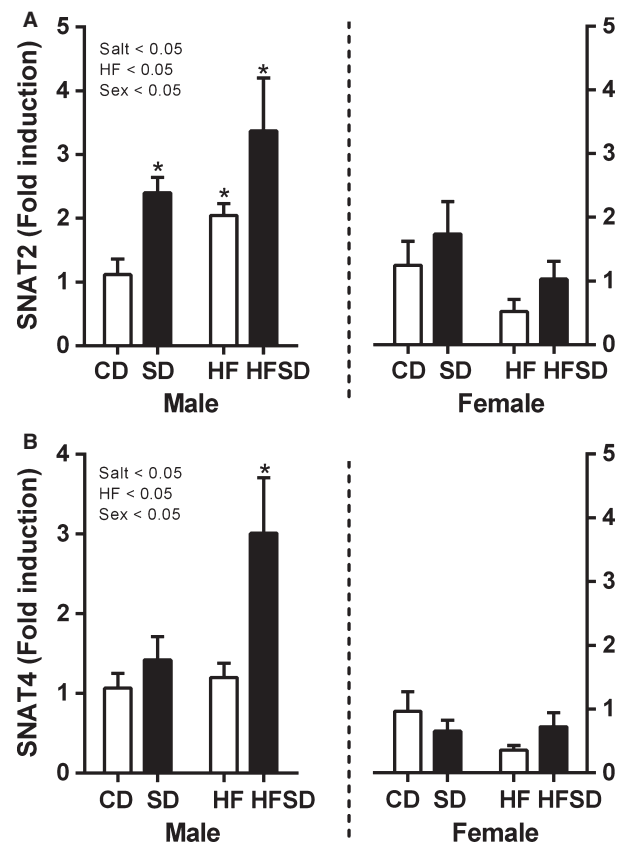 A
SNAT2 (Fold induction)
5
4
3
2
1
0
Salt < 0.05
HF < 0.05
Sex < 0.05
*
*
*
CD SD HF HFSD
Male
5
4
3
2
1
0
CD SD HF HFSD
Female
B
SNAT4 (Fold induction)
4
3
2
1
0
Salt < 0.05
HF < 0.05
Sex < 0.05
*
CD SD HF HFSD
Male
5
4
3
2
1
0
CD SD HF HFSD
Female